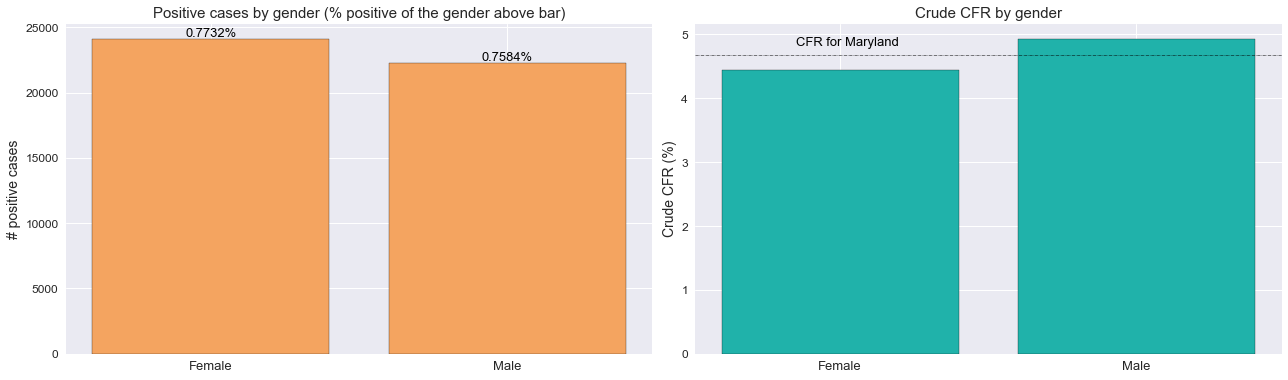 Positive cases by gender (% positive of the gender above bar)
25000
20000
15000
10000
5000
0
# positive cases
0.7732%
0.7584%
Female
Male
Crude CFR by gender
5
4
3
2
1
0
Crude CFR (%)
CFR for Maryland
Female
Male